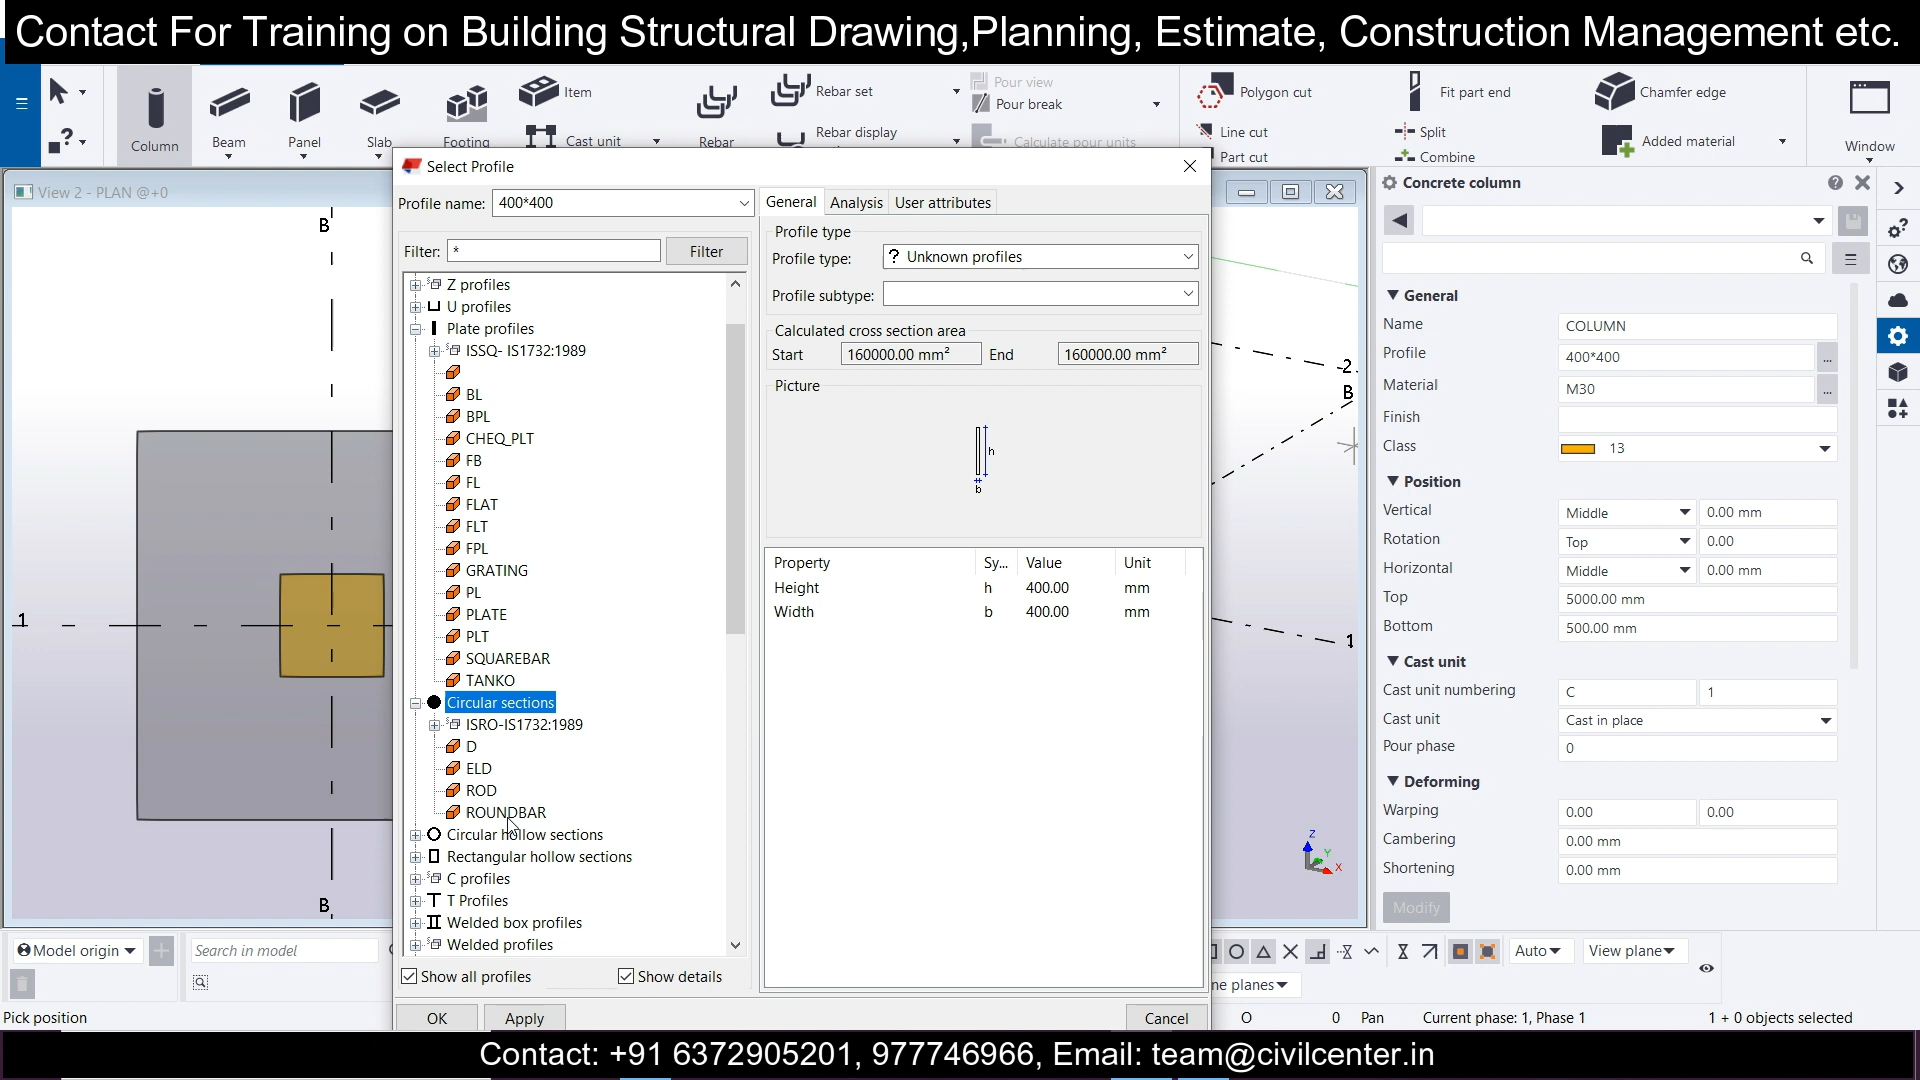 Contact For Training on Building Structural Drawing,Planning, Estimate, Construction Management etc.
Column
Beam
Panel
Slab
Footing
Item
Cast unit
Rebar
Rebar set
Rebar display
Pour view
Pour break
Calculate pour units
Polygon cut
Line cut
Part cut
Fit part end
Split
Combine
Chamfer edge
Added material
Window
View 2 - PLAN @+0
B
1
B
2
B
1
Z
Y
X
Select Profile
Profile name: 400*400
Filter: *
Filter
Z profiles
U profiles
Plate profiles
ISSQ- IS1732:1989
BL
BPL
CHEQ_PLT
FB
FL
FLAT
FLT
FPL
GRATING
PL
PLATE
PLT
SQUAREBAR
TANKO
Circular sections
ISRO-IS1732:1989
D
ELD
ROD
ROUNDBAR
Circular hollow sections
Rectangular hollow sections
C profiles
T Profiles
Welded box profiles
Welded profiles
Show all profiles
Show details
OK
Apply
Cancel
General
Analysis
User attributes
Profile type
Profile type: ? Unknown profiles
Profile subtype:
Calculated cross section area
Start 160000.00 mm² End 160000.00 mm²
Picture
h
b
Property Sy... Value Unit
Height h 400.00 mm
Width b 400.00 mm
Concrete column
General
Name COLUMN
Profile 400*400 ...
Material M30 ...
Finish
Class 13
Position
Vertical Middle 0.00 mm
Rotation Top 0.00
Horizontal Middle 0.00 mm
Top 5000.00 mm
Bottom 500.00 mm
Cast unit
Cast unit numbering C 1
Cast unit Cast in place
Pour phase 0
Deforming
Warping 0.00 0.00
Cambering 0.00 mm
Shortening 0.00 mm
Modify
Model origin
Search in model
Auto
View plane
ne planes
Pick position
O 0 Pan Current phase: 1, Phase 1 1 + 0 objects selected
Contact: +91 6372905201, 977746966, Email: team@civilcenter.in